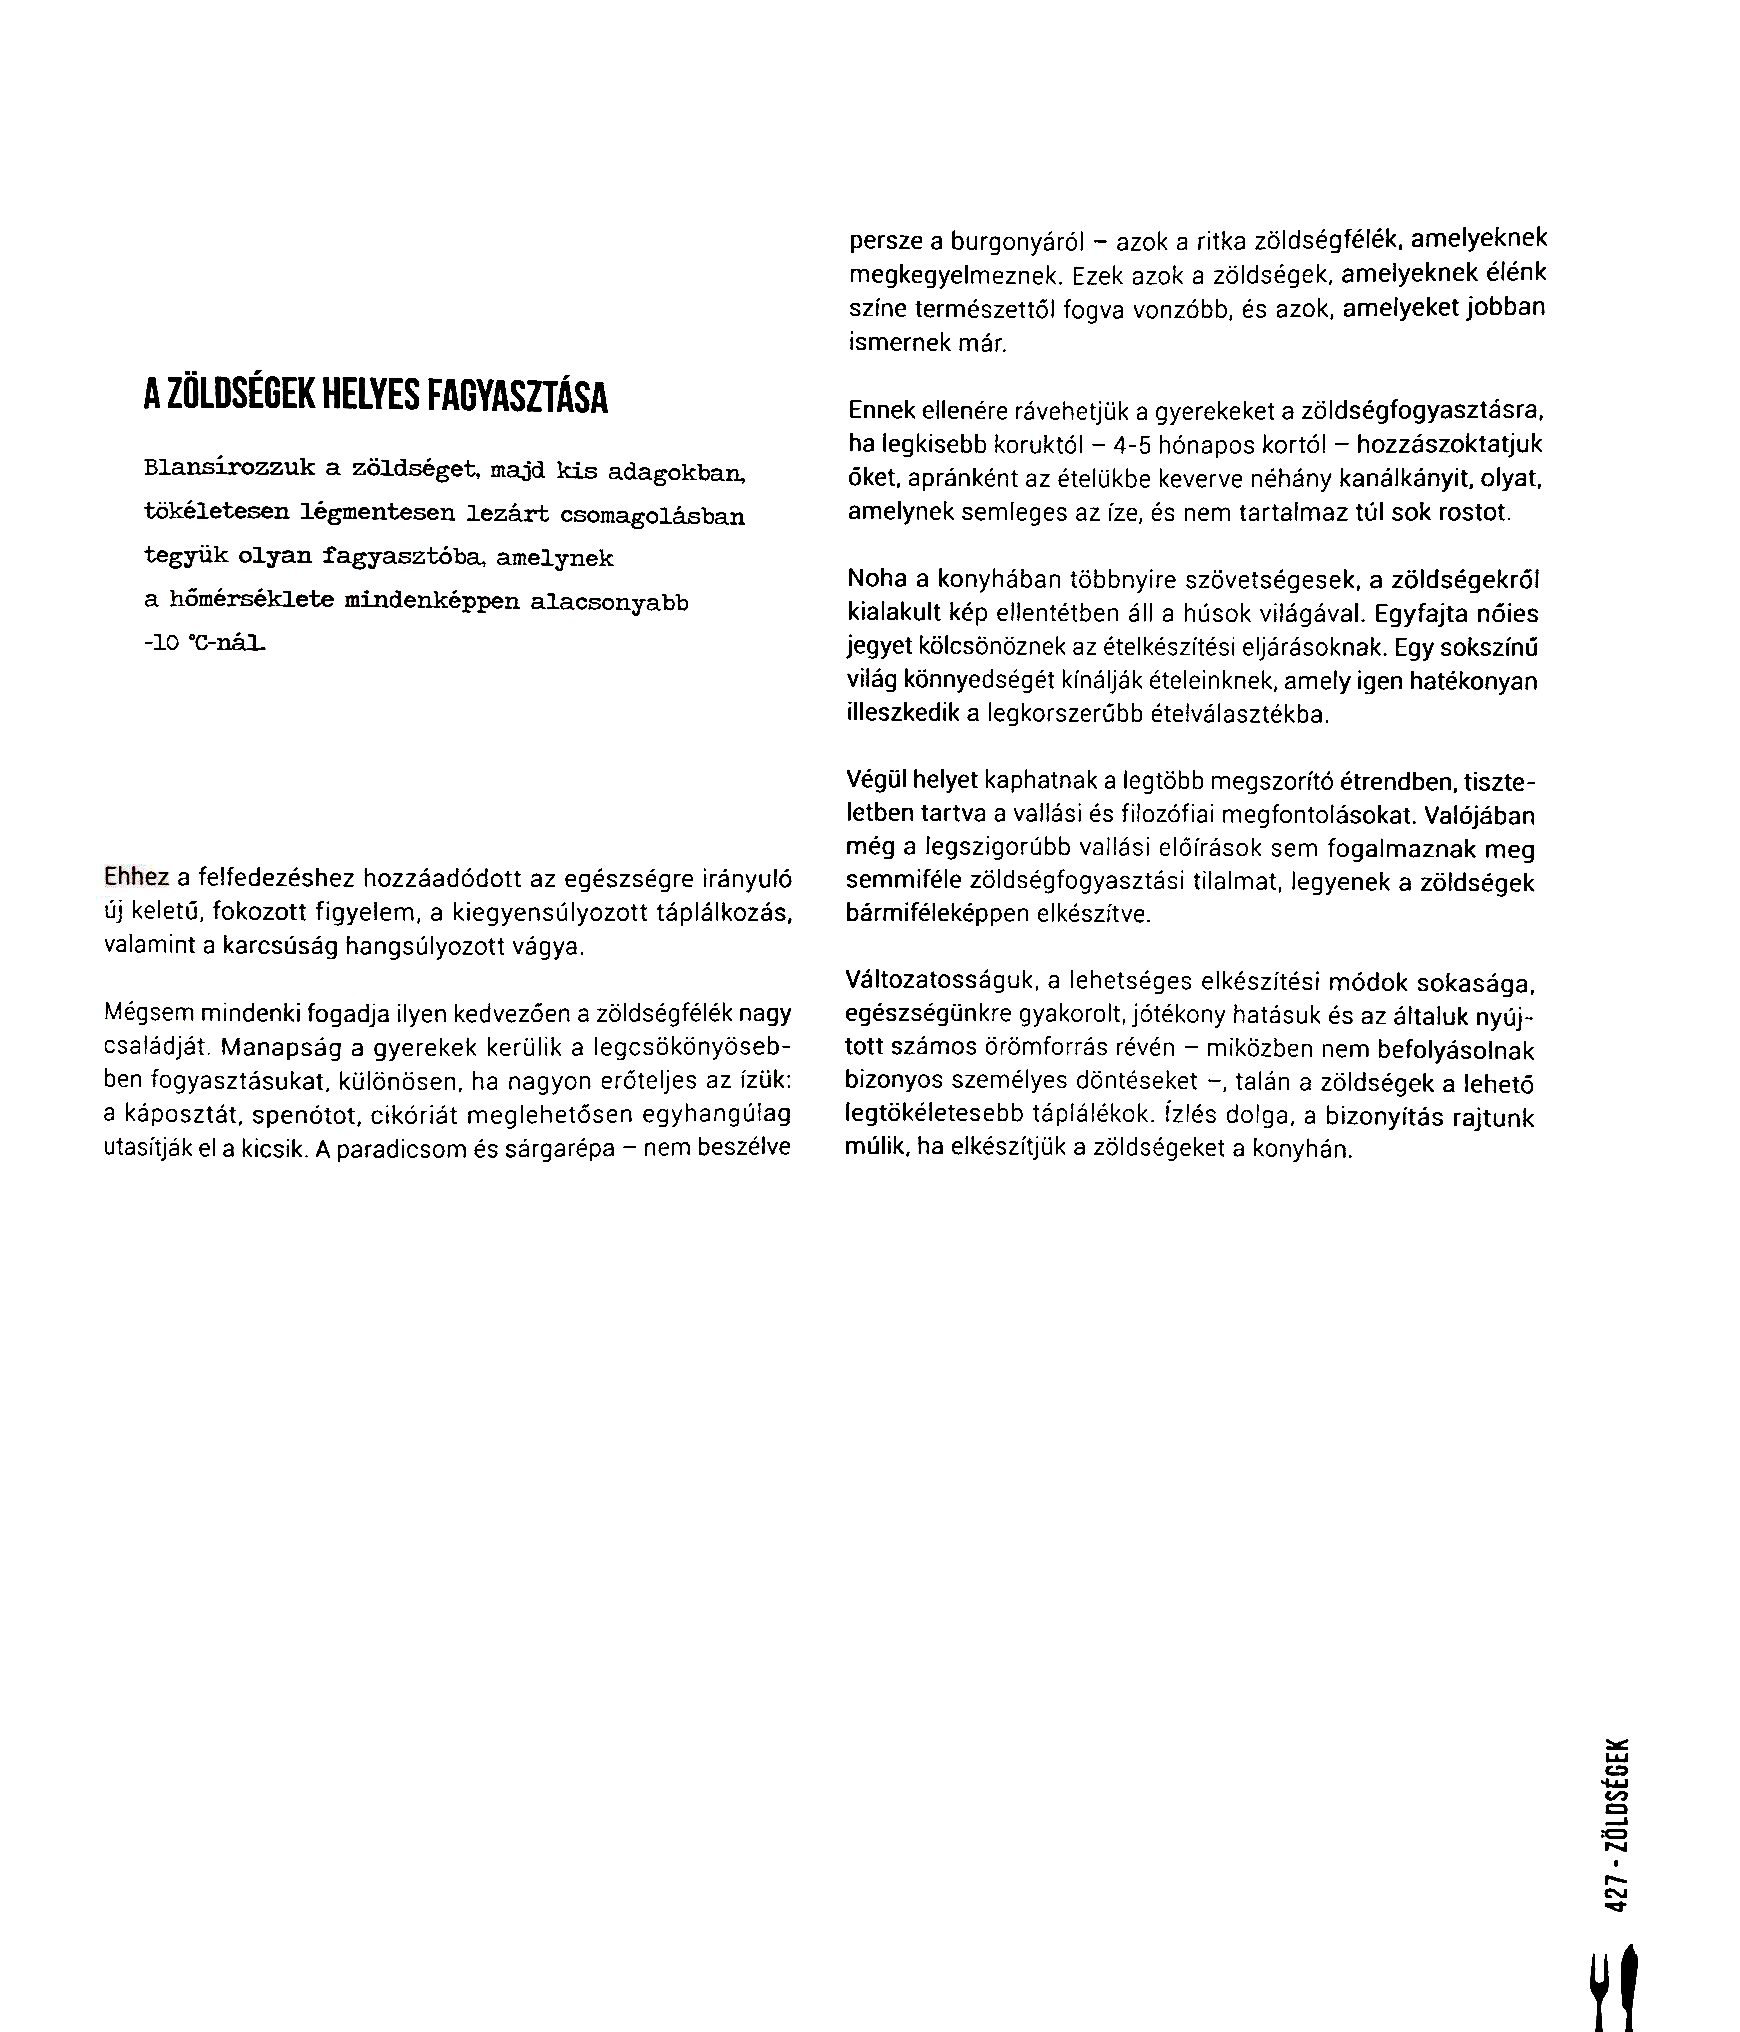 A ZÖLDSÉGEK HELYES FAGYASZTÁSA
Blansírozzuk a zöldséget, majd kis adagokban,
tökéletesen légmentesen lezárt csomagolásban
tegyük olyan fagyasztóba, amelynek
a hőmérséklete mindenképpen alacsonyabb
-10 °C-nál.
Ehhez a felfedezéshez hozzáadódott az egészségre irányuló
új keletű, fokozott figyelem, a kiegyensúlyozott táplálkozás,
valamint a karcsúság hangsúlyozott vágya.
Mégsem mindenki fogadja ilyen kedvezően a zöldségfélék nagy
családját. Manapság a gyerekek kerülik a legcsökönyöseb-
ben fogyasztásukat, különösen, ha nagyon erőteljes az ízük:
a káposztát, spenótot, cikóriát meglehetősen egyhangúlag
utasítják el a kicsik. A paradicsom és sárgarépa – nem beszélve
persze a burgonyáról – azok a ritka zöldségfélék, amelyeknek
megkegyelmeznek. Ezek azok a zöldségek, amelyeknek élénk
színe természettől fogva vonzóbb, és azok, amelyeket jobban
ismernek már.
Ennek ellenére rávehetjük a gyerekeket a zöldségfogyasztásra,
ha legkisebb koruktól – 4-5 hónapos kortól – hozzászoktatjuk
őket, apránként az ételükbe keverve néhány kanálkányit, olyat,
amelynek semleges az íze, és nem tartalmaz túl sok rostot.
Noha a konyhában többnyire szövetségesek, a zöldségekről
kialakult kép ellentétben áll a húsok világával. Egyfajta nőies
jegyet kölcsönöznek az ételkészítési eljárásoknak. Egy sokszínű
világ könnyedségét kínálják ételeinknek, amely igen hatékonyan
illeszkedik a legkorszerűbb ételválasztékba.
Végül helyet kaphatnak a legtöbb megszorító étrendben, tiszte-
letben tartva a vallási és filozófiai megfontolásokat. Valójában
még a legszigorúbb vallási előírások sem fogalmaznak meg
semmiféle zöldségfogyasztási tilalmat, legyenek a zöldségek
bármiféleképpen elkészítve.
Változatosságuk, a lehetséges elkészítési módok sokasága,
egészségünkre gyakorolt, jótékony hatásuk és az általuk nyúj-
tott számos örömforrás révén – miközben nem befolyásolnak
bizonyos személyes döntéseket –, talán a zöldségek a lehető
legtökéletesebb táplálékok. Ízlés dolga, a bizonyítás rajtunk
múlik, ha elkészítjük a zöldségeket a konyhán.
427 - ZÖLDSÉGEK